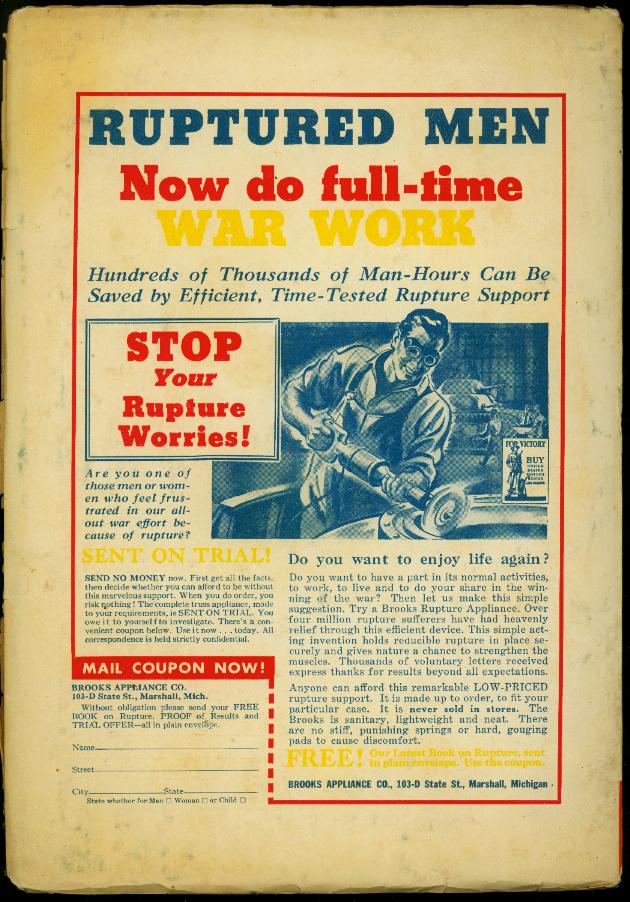 RUPTURED MEN
Now do full-time
WAR WORK
Hundreds of Thousands of Man-Hours Can Be
Saved by Efficient, Time-Tested Rupture Support
STOP
Your
Rupture
Worries!
FOR VICTORY
BUY
UNITED
STATES
BONDS
Are you one of
those men or wom-
en who feel frus-
trated in our all-
out war effort be-
cause of rupture?
SENT ON TRIAL!
SEND NO MONEY now. First get all the facts,
then decide whether you can afford to be without
this marvelous support. When you do order, you
risk nothing! The complete truss appliance, made
to your requirements, is SENT ON TRIAL. You
owe it to yourself to investigate. There's a con-
venient coupon below. Use it now . . . today. All
correspondence is held strictly confidential.
MAIL COUPON NOW!
BROOKS APPLIANCE CO.
103-D State St., Marshall, Mich.
Without obligation please send your FREE
BOOK on Rupture, PROOF of Results and
TRIAL OFFER—all in plain envelope.
Name
Street
City State
State whether for Man □ Woman □ or Child □
Do you want to enjoy life again?
Do you want to have a part in its normal activities,
to work, to live and to do your share in the win-
ning of the war? Then let us make this simple
suggestion. Try a Brooks Rupture Appliance. Over
four million rupture sufferers have had heavenly
relief through this efficient device. This simple act-
ing invention holds reducible rupture in place se-
curely and gives nature a chance to strengthen the
muscles. Thousands of voluntary letters received
express thanks for results beyond all expectations.
Anyone can afford this remarkable LOW-PRICED
rupture support. It is made up to order, to fit your
particular case. It is never sold in stores. The
Brooks is sanitary, lightweight and neat. There
are no stiff, punishing springs or hard, gouging
pads to cause discomfort.
FREE! Our Latest Book on Rupture, sent
in plain envelope. Use the coupon.
BROOKS APPLIANCE CO., 103-D State St., Marshall, Michigan